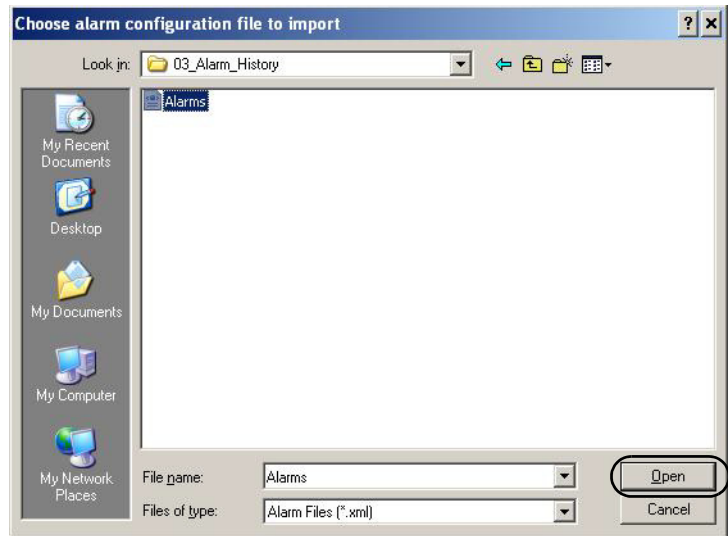 Choose alarm configuration file to import
? ×
Look in: 03_Alarm_History
Alarms
My Recent
Documents
Desktop
My Documents
My Computer
My Network
Places
File name: Alarms
Open
Files of type: Alarm Files (*.xml)
Cancel